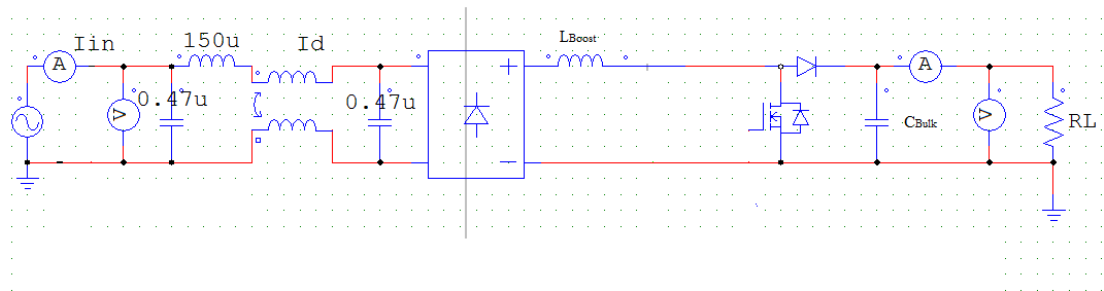 Iin
150u
Id
LBoost
A
A
0.47u
0.47u
V
CBulk
V
RL